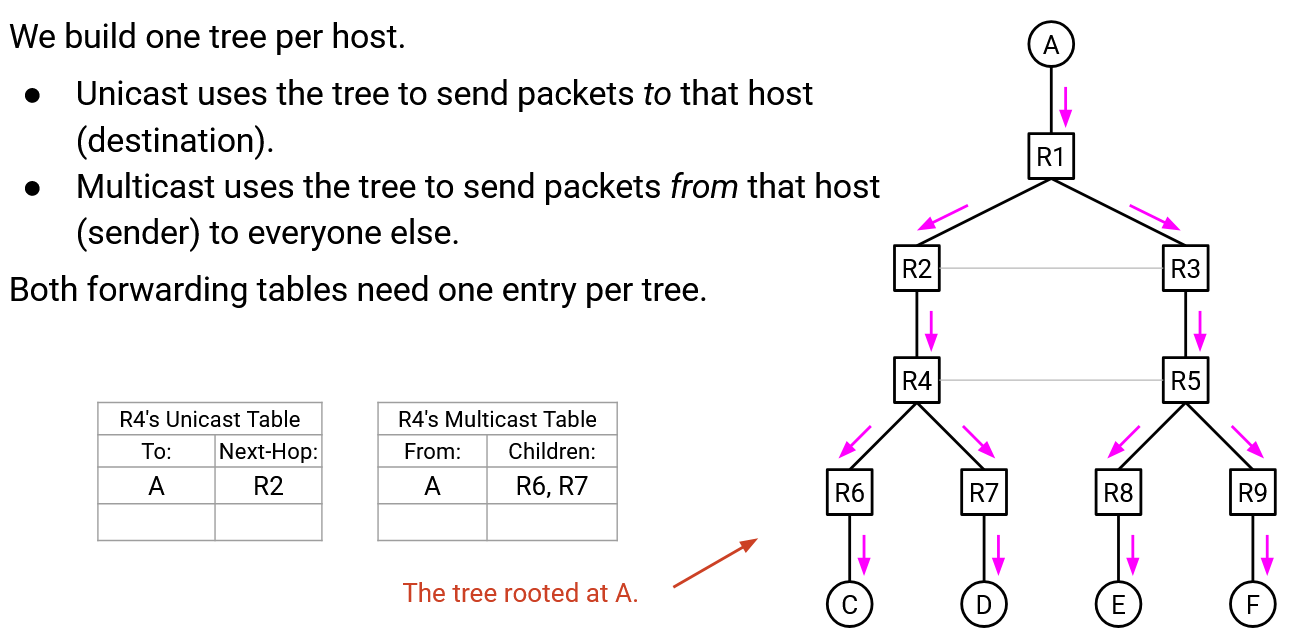 We build one tree per host.
● Unicast uses the tree to send packets to that host
(destination).
● Multicast uses the tree to send packets from that host
(sender) to everyone else.
Both forwarding tables need one entry per tree.
R4's Unicast Table
To: Next-Hop:
A R2
R4's Multicast Table
From: Children:
A R6, R7
The tree rooted at A.
A
R1
R2 R3
R4 R5
R6 R7 R8 R9
C D E F